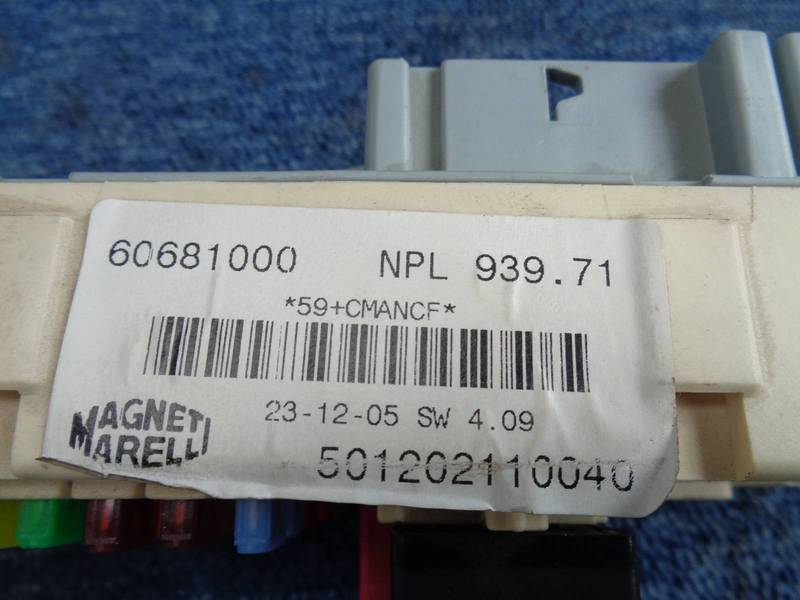 60681000 NPL 939.71
*59+CMANCF*
23-12-05 SW 4.09
MAGNETI
MARELLI
501202110040